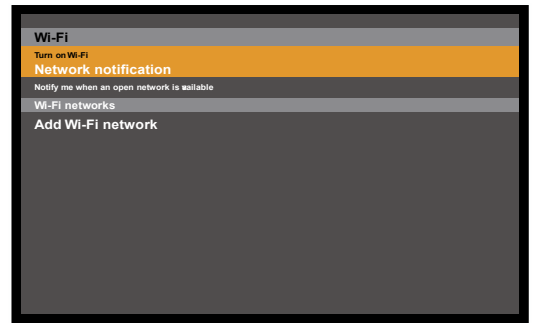 Wi-Fi
Turn on Wi-Fi
Network notification
Notify me when an open network is available
Wi-Fi networks
Add Wi-Fi network